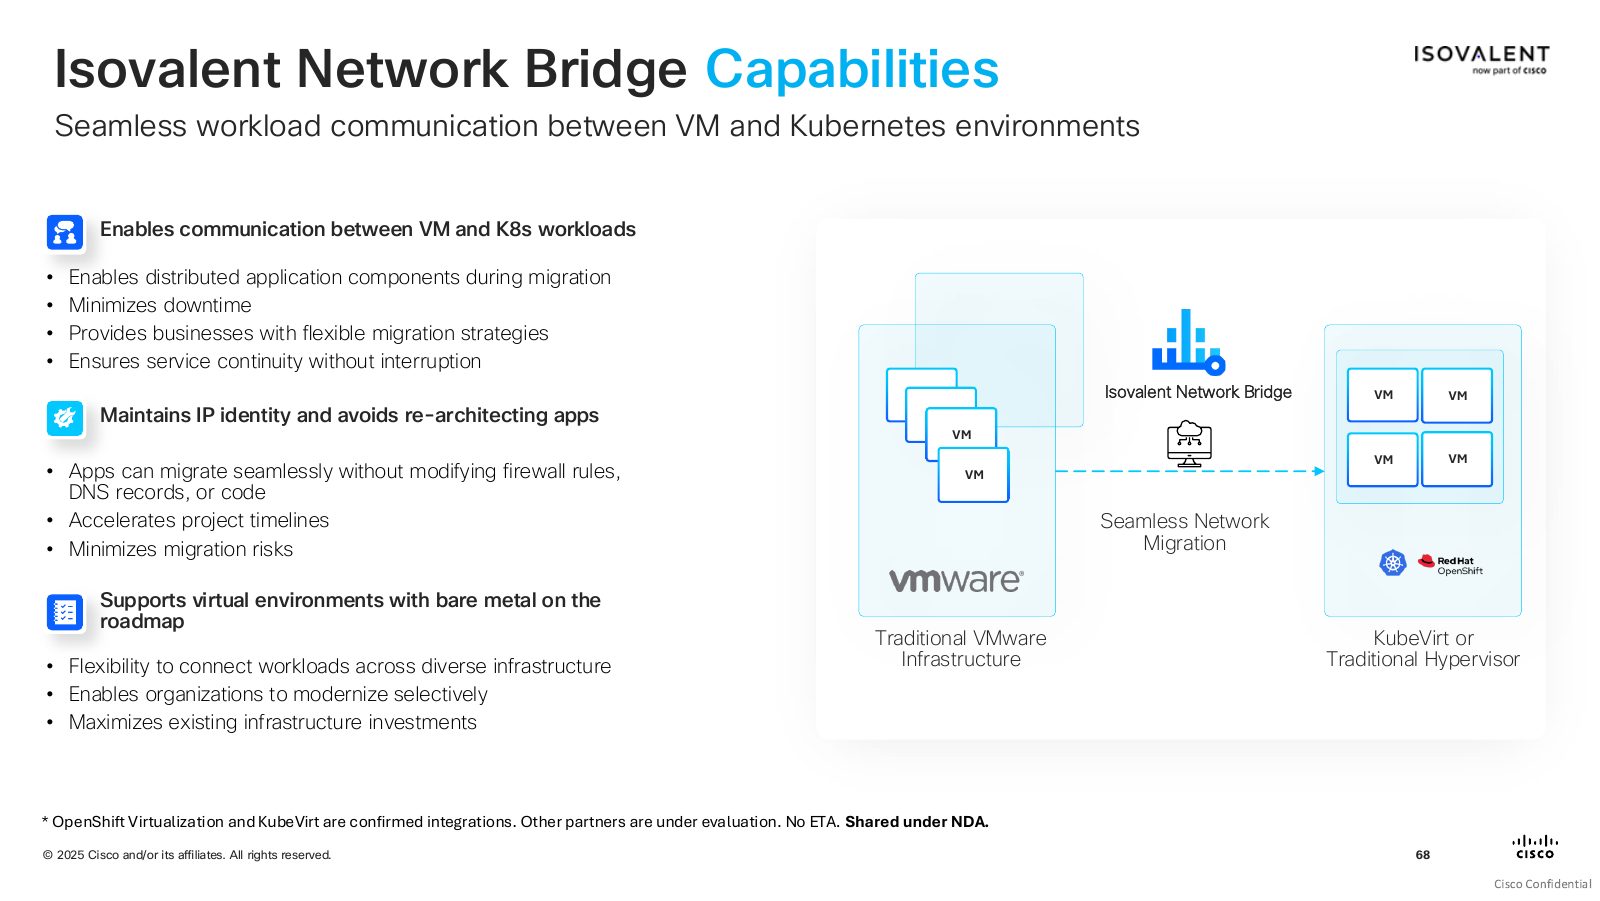 Isovalent Network Bridge Capabilities
ISOVALENT
now part of CISCO
Seamless workload communication between VM and Kubernetes environments
Enables communication between VM and K8s workloads
• Enables distributed application components during migration
• Minimizes downtime
• Provides businesses with flexible migration strategies
• Ensures service continuity without interruption
Maintains IP identity and avoids re-architecting apps
• Apps can migrate seamlessly without modifying firewall rules,
DNS records, or code
• Accelerates project timelines
• Minimizes migration risks
Supports virtual environments with bare metal on the
roadmap
• Flexibility to connect workloads across diverse infrastructure
• Enables organizations to modernize selectively
• Maximizes existing infrastructure investments
VM
VM
vmware®
Traditional VMware
Infrastructure
Isovalent Network Bridge
Seamless Network
Migration
VM VM
VM VM
Red Hat
OpenShift
KubeVirt or
Traditional Hypervisor
* OpenShift Virtualization and KubeVirt are confirmed integrations. Other partners are under evaluation. No ETA. Shared under NDA.
© 2025 Cisco and/or its affiliates. All rights reserved.
68
CISCO
Cisco Confidential